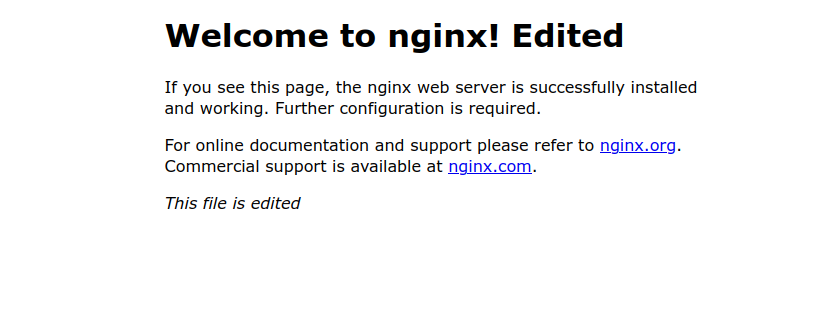 Welcome to nginx! Edited
If you see this page, the nginx web server is successfully installed
and working. Further configuration is required.
For online documentation and support please refer to nginx.org.
Commercial support is available at nginx.com.
This file is edited